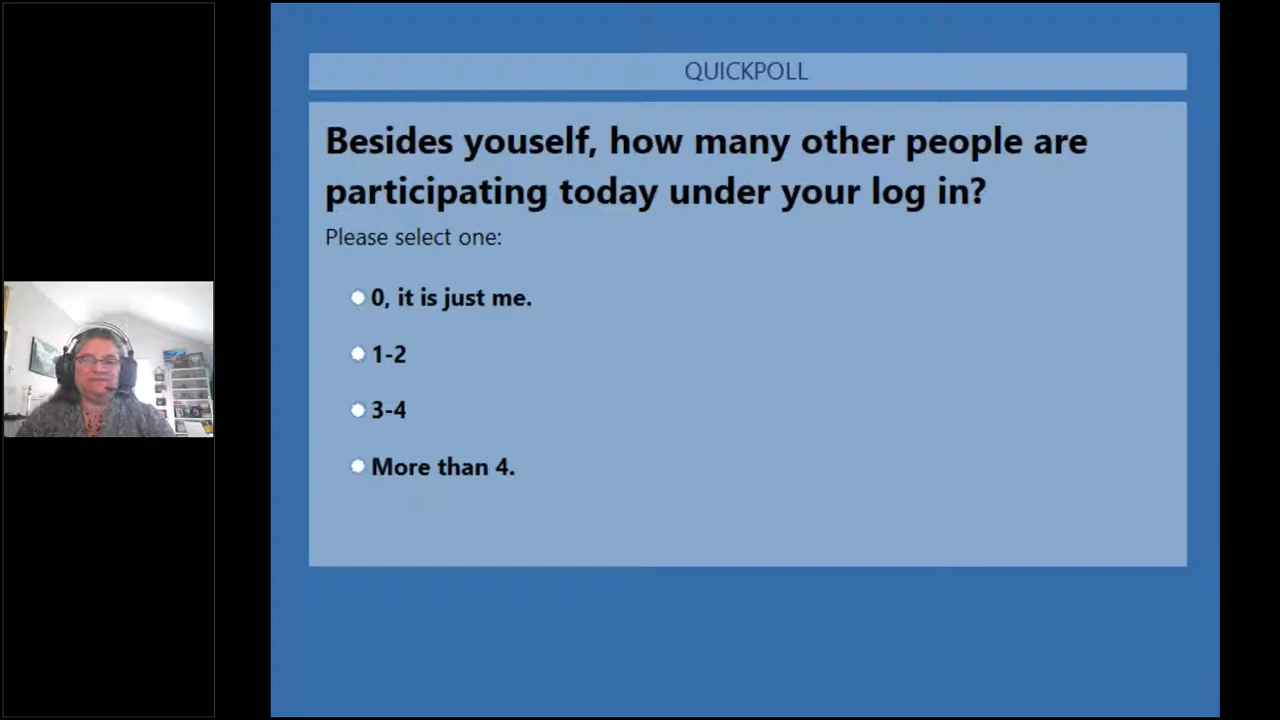 QUICKPOLL
Besides youself, how many other people are
participating today under your log in?
Please select one:
0, it is just me.
1-2
3-4
More than 4.